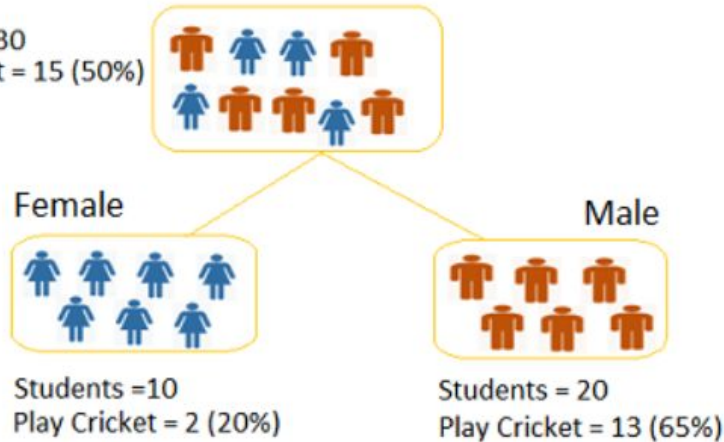 30
= 15 (50%)
Female
Male
Students =10
Play Cricket = 2 (20%)
Students = 20
Play Cricket = 13 (65%)